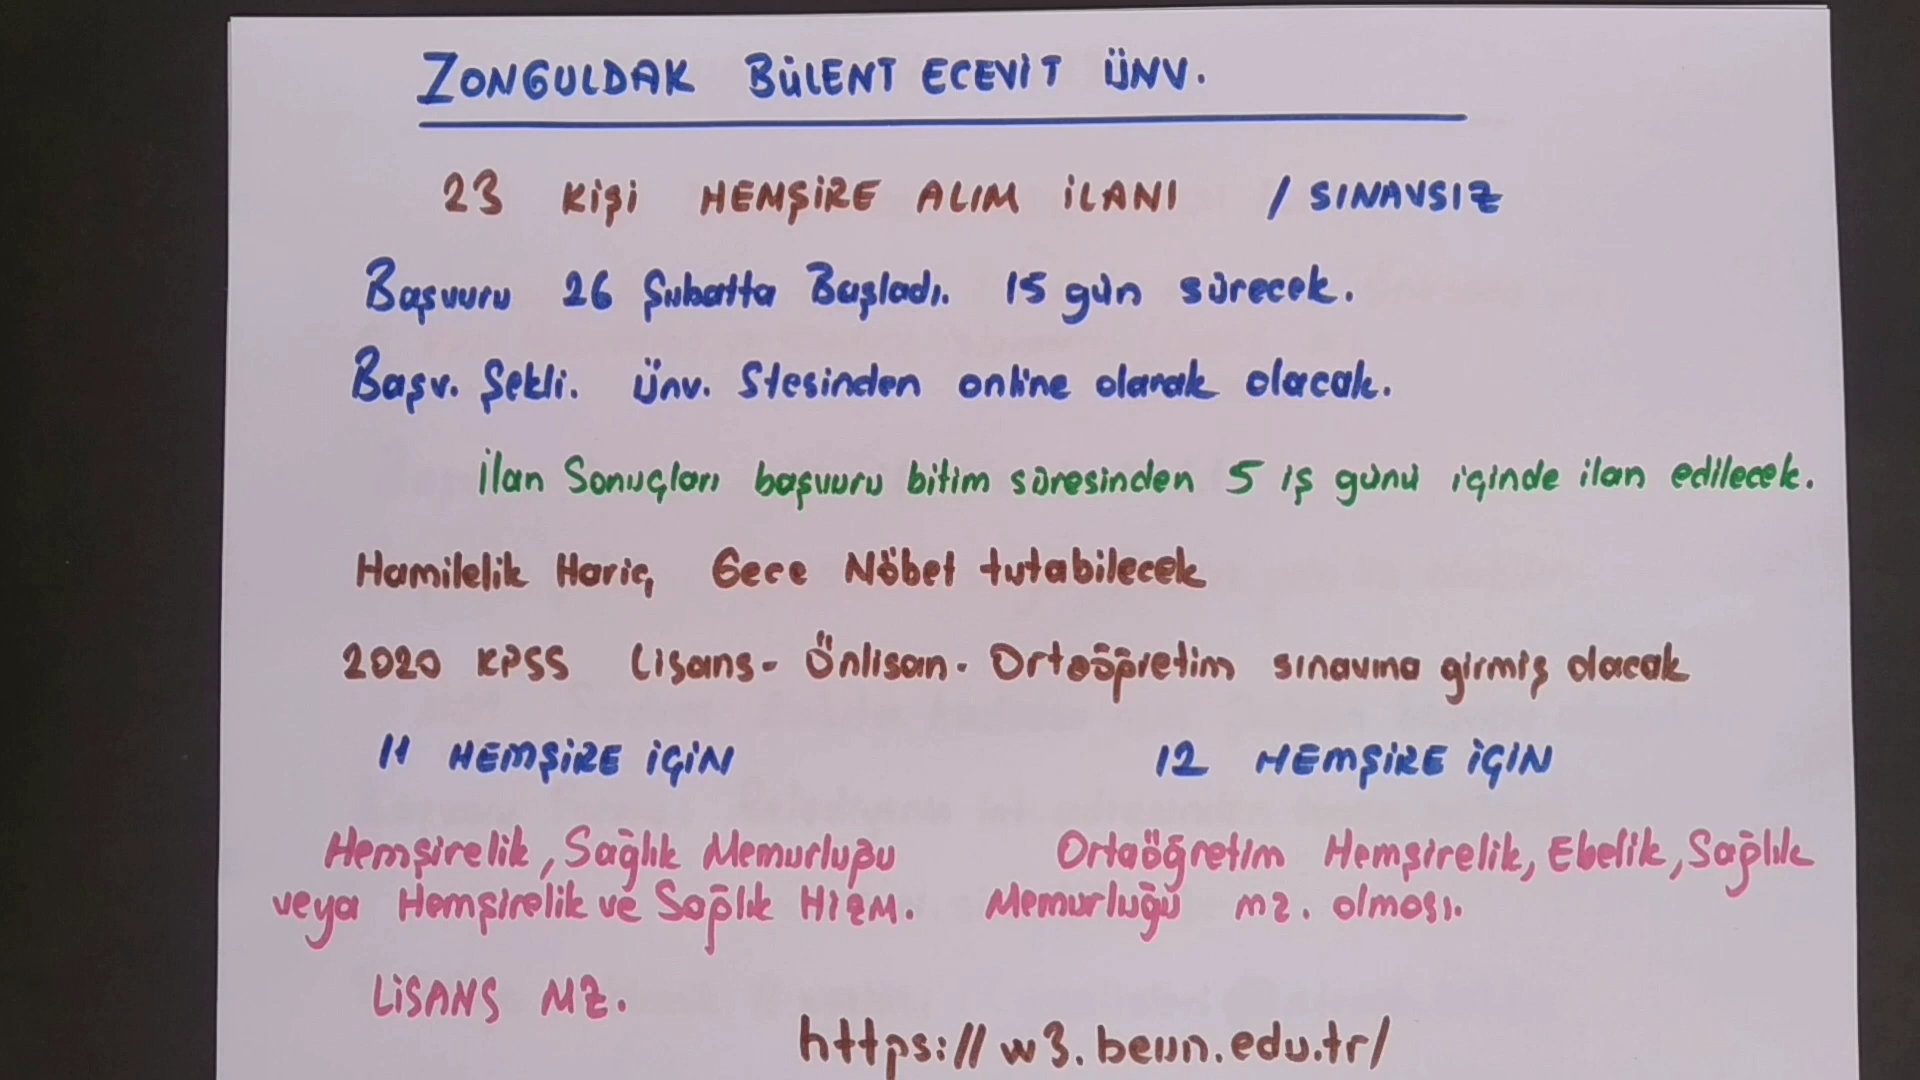 ZONGULDAK BÜLENT ECEVİT ÜNV.
23 Kişi HEMŞİRE ALIM İLANI / SINAVSIZ
Başvuru 26 Şubatta Başladı. 15 gün sürecek.
Başv. Şekli. Ünv. Stesinden online olarak olacak.
İlan Sonuçları başvuru bitim süresinden 5 iş günü içinde ilan edilecek.
Hamilelik Hariç, Gece Nöbet tutabilecek
2020 KPSS Lisans- Önlisan- Ortaöğretim sınavına girmiş olacak
11 HEMŞİRE İÇİN
12 HEMŞİRE İÇİN
Hemşirelik, Sağlık Memurluğu
veya Hemşirelik ve Sağlık Hizm.
LİSANS MZ.
Ortaöğretim Hemşirelik, Ebelik, Sağlık
Memurluğu mz. olması.
https://w3.beun.edu.tr/